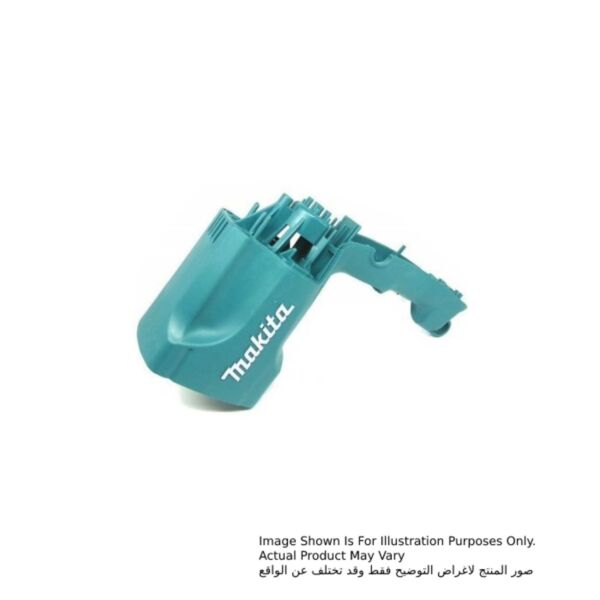 makita
Image Shown Is For Illustration Purposes Only.
Actual Product May Vary
صور المنتج لاغراض التوضيح فقط وقد تختلف عن الواقع